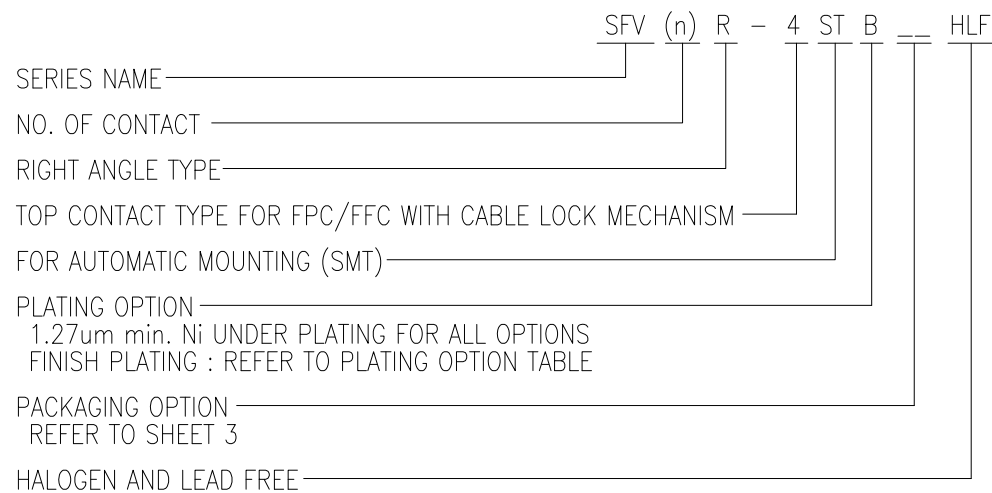 SFV (n) R - 4 ST B __ HLF
SERIES NAME
NO. OF CONTACT
RIGHT ANGLE TYPE
TOP CONTACT TYPE FOR FPC/FFC WITH CABLE LOCK MECHANISM
FOR AUTOMATIC MOUNTING (SMT)
PLATING OPTION
1.27um min. Ni UNDER PLATING FOR ALL OPTIONS
FINISH PLATING : REFER TO PLATING OPTION TABLE
PACKAGING OPTION
REFER TO SHEET 3
HALOGEN AND LEAD FREE